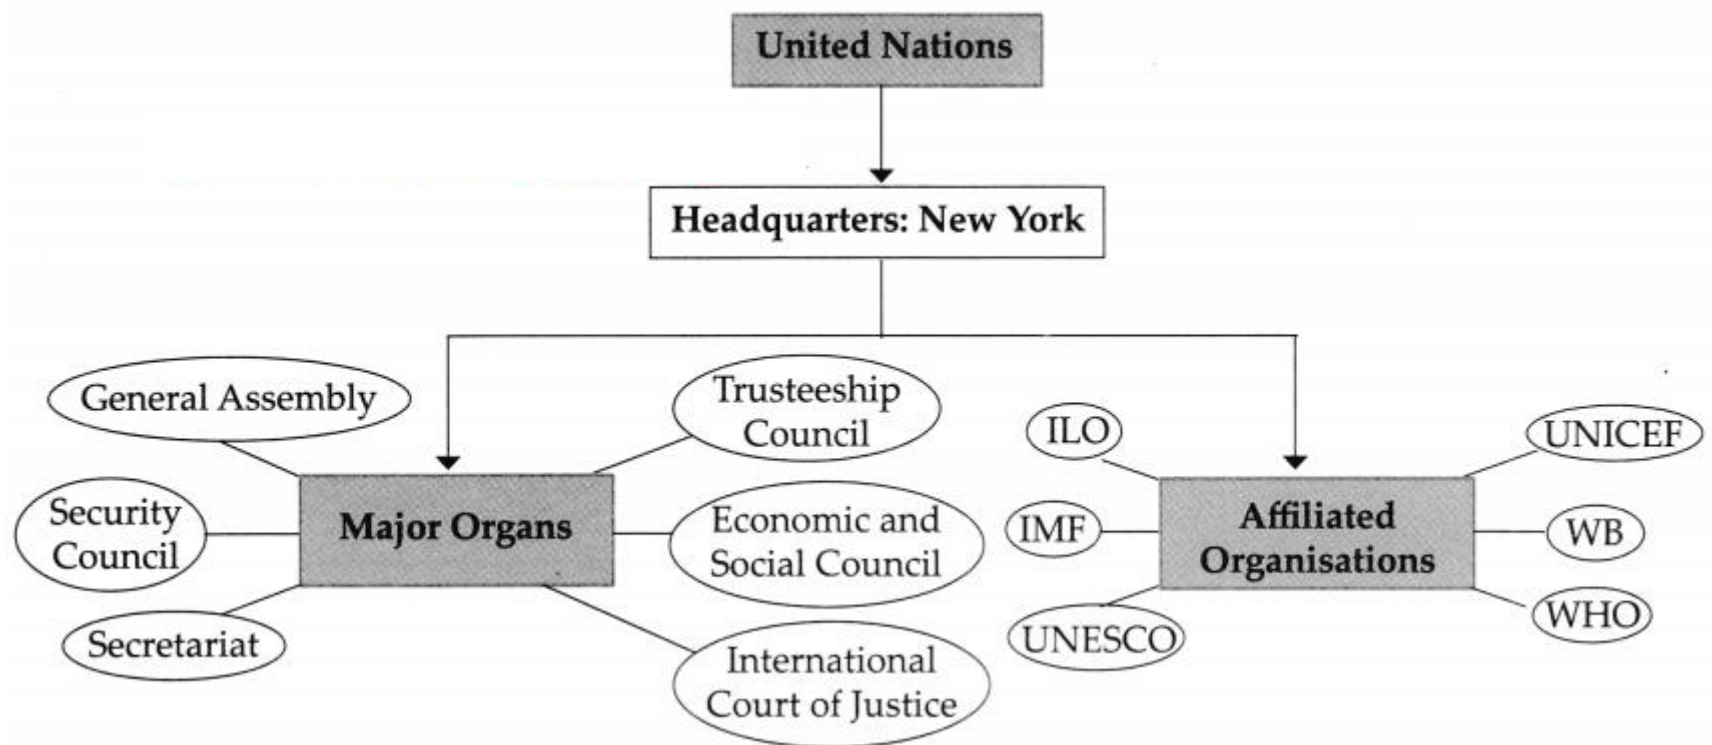 United Nations
Headquarters: New York
General Assembly
Security
Council
Secretariat
Major Organs
Trusteeship
Council
Economic and
Social Council
International
Court of Justice
ILO
IMF
UNESCO
Affiliated
Organisations
UNICEF
WB
WHO